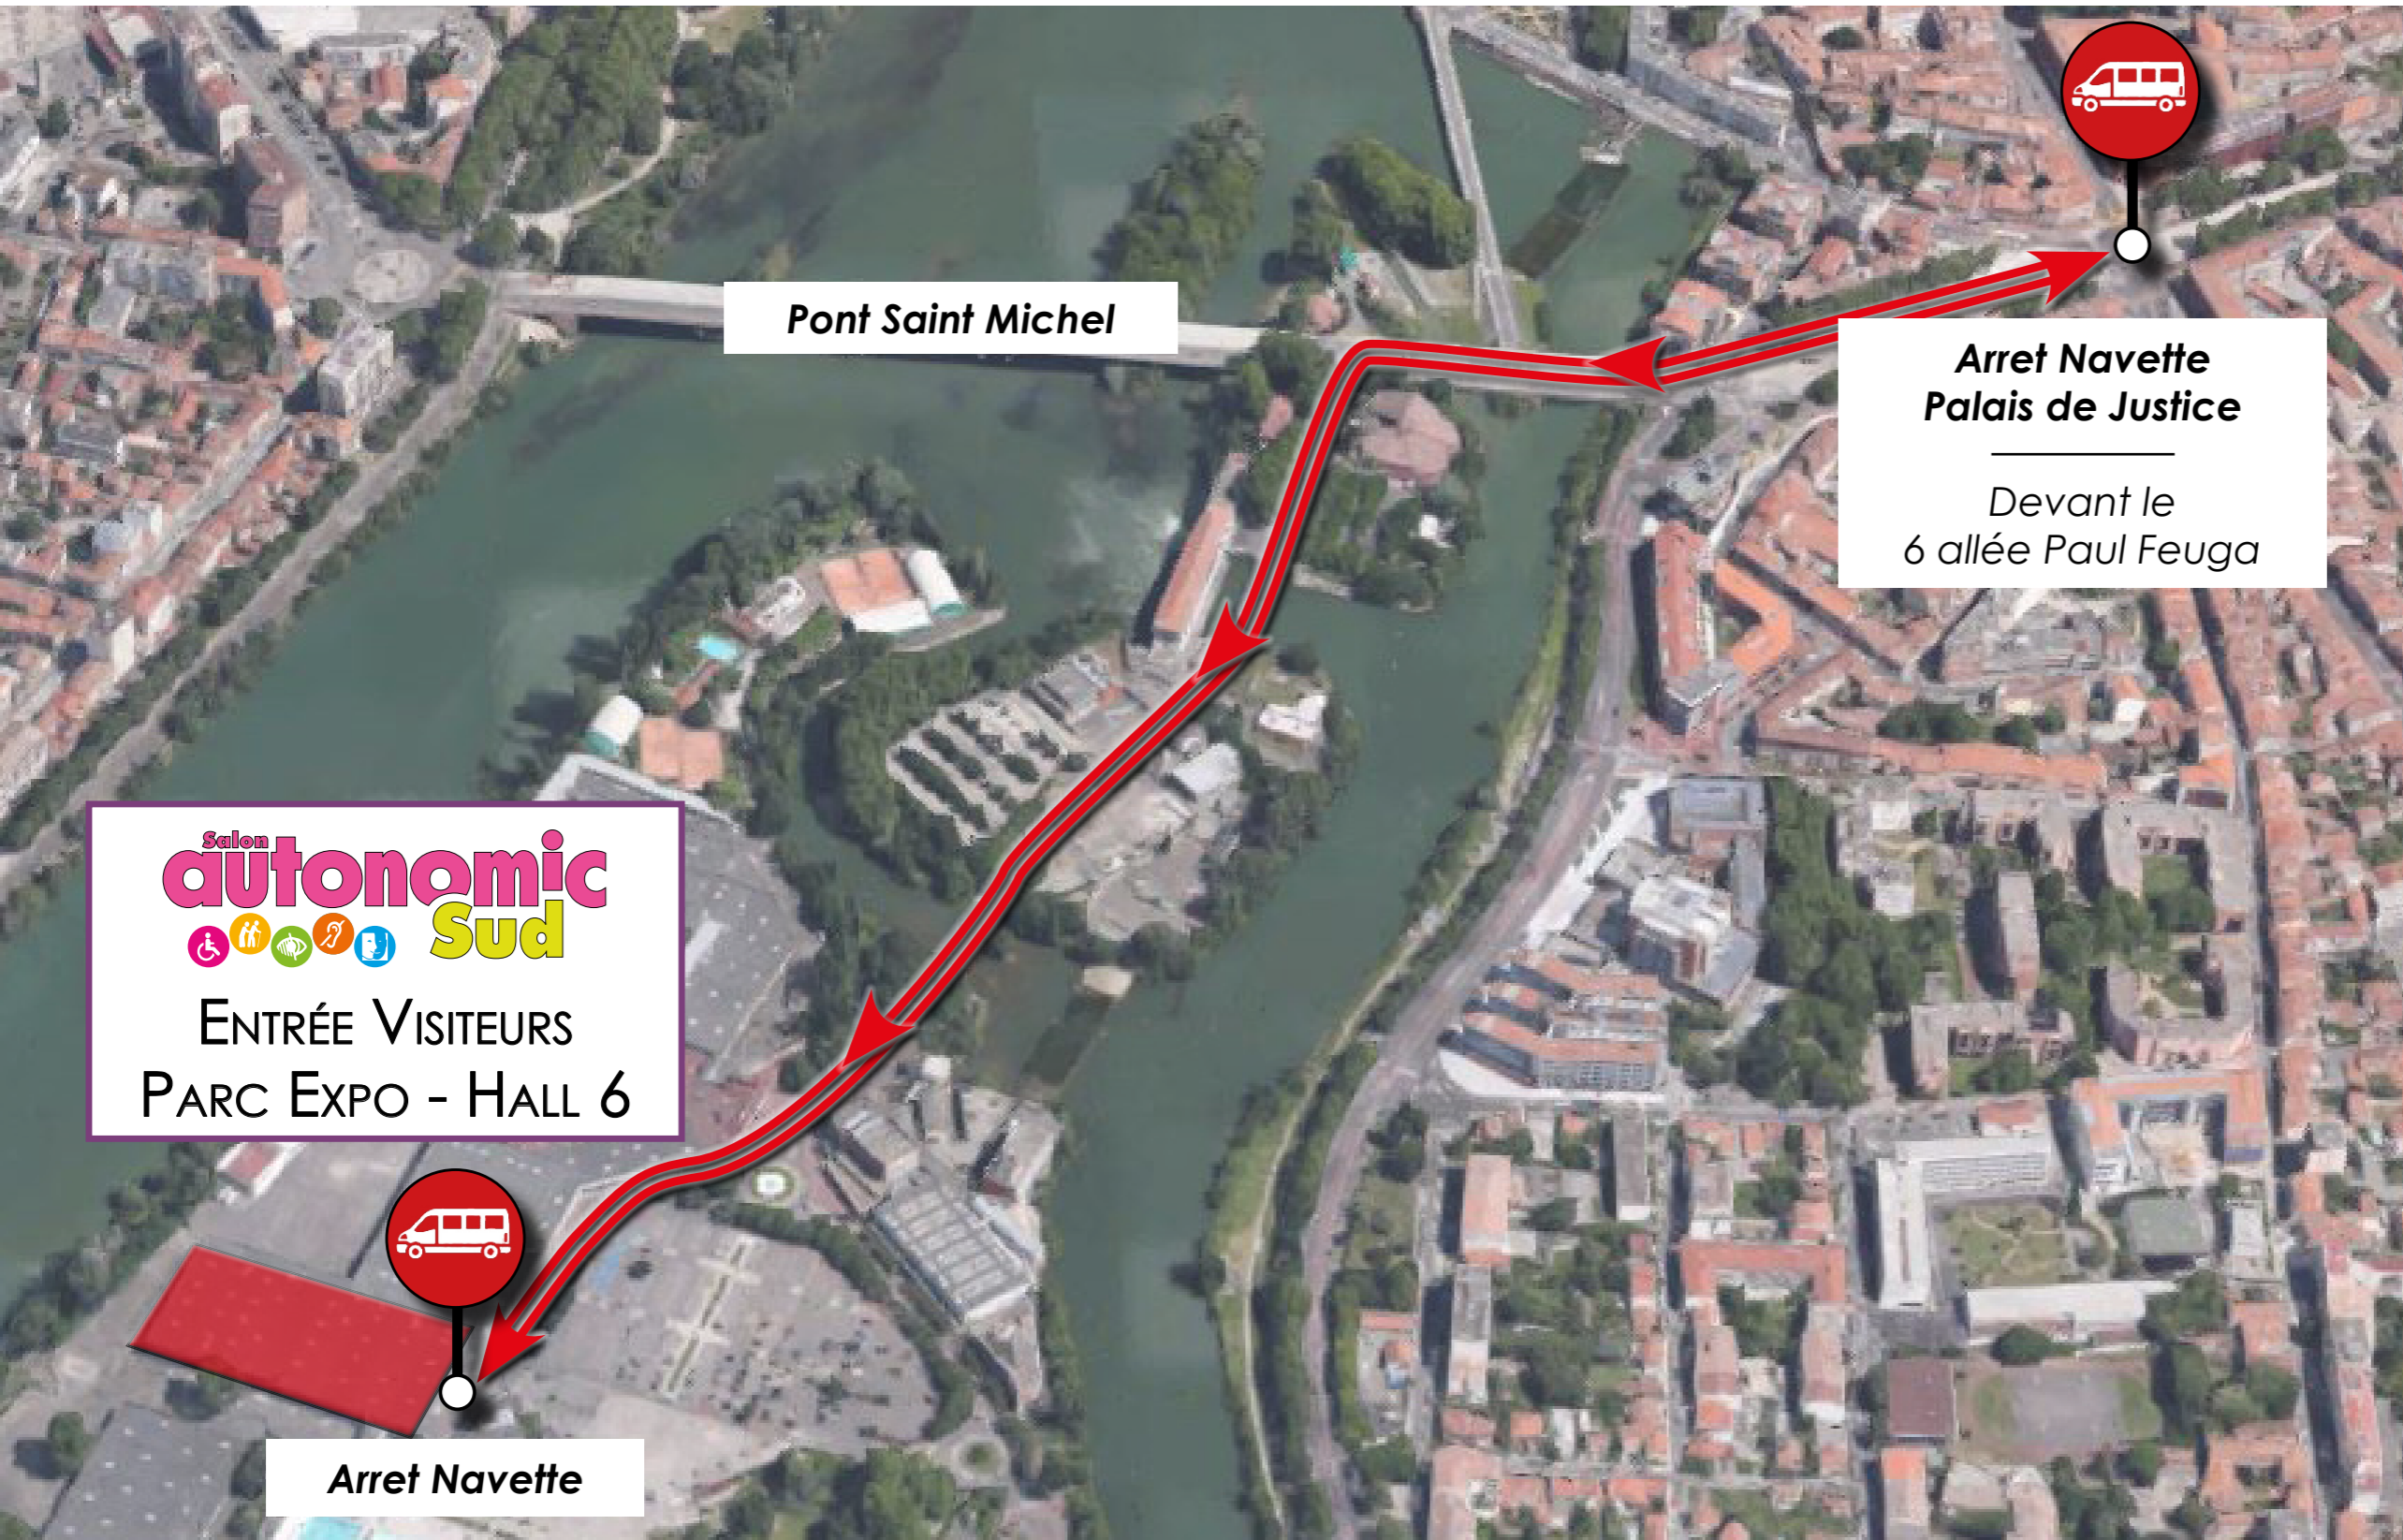 Pont Saint Michel
Arret Navette
Palais de Justice
Devant le
6 allée Paul Feuga
Salon
autonomic
Sud
Entrée Visiteurs
Parc Expo - Hall 6
Arret Navette